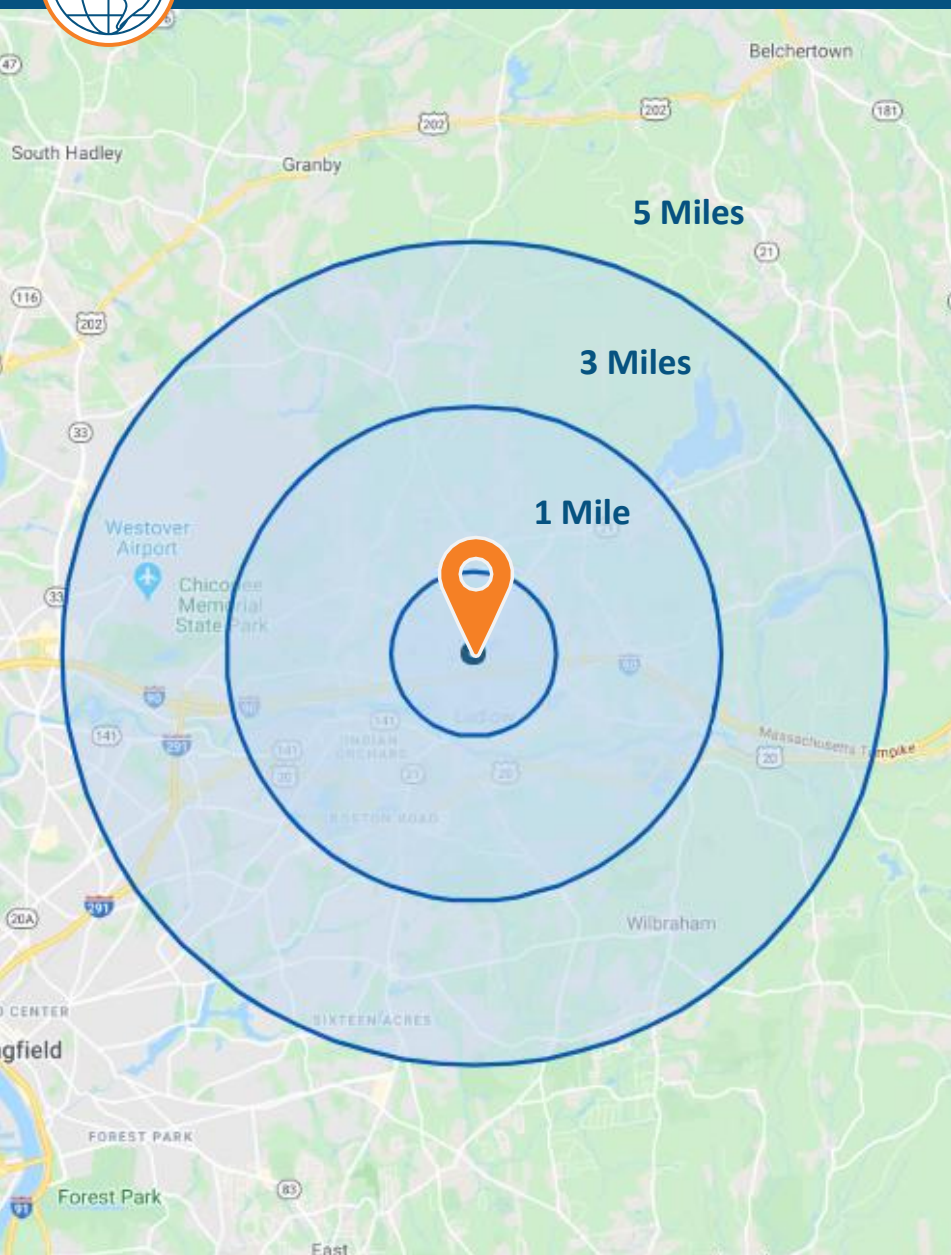 Belchertown
47
202
202
181
South Hadley
Granby
5 Miles
21
116
202
3 Miles
33
1 Mile
21
Westover
Airport
Chicopee
Memorial
State Park
33
90
90
Ludlow
141
141
INDIAN
ORCHARD
291
141
20
21
20
Massachusetts Turnpike
20
BOSTON ROAD
291
20A
Wilbraham
D CENTER
SIXTEEN ACRES
gfield
FOREST PARK
Forest Park
83
91
East